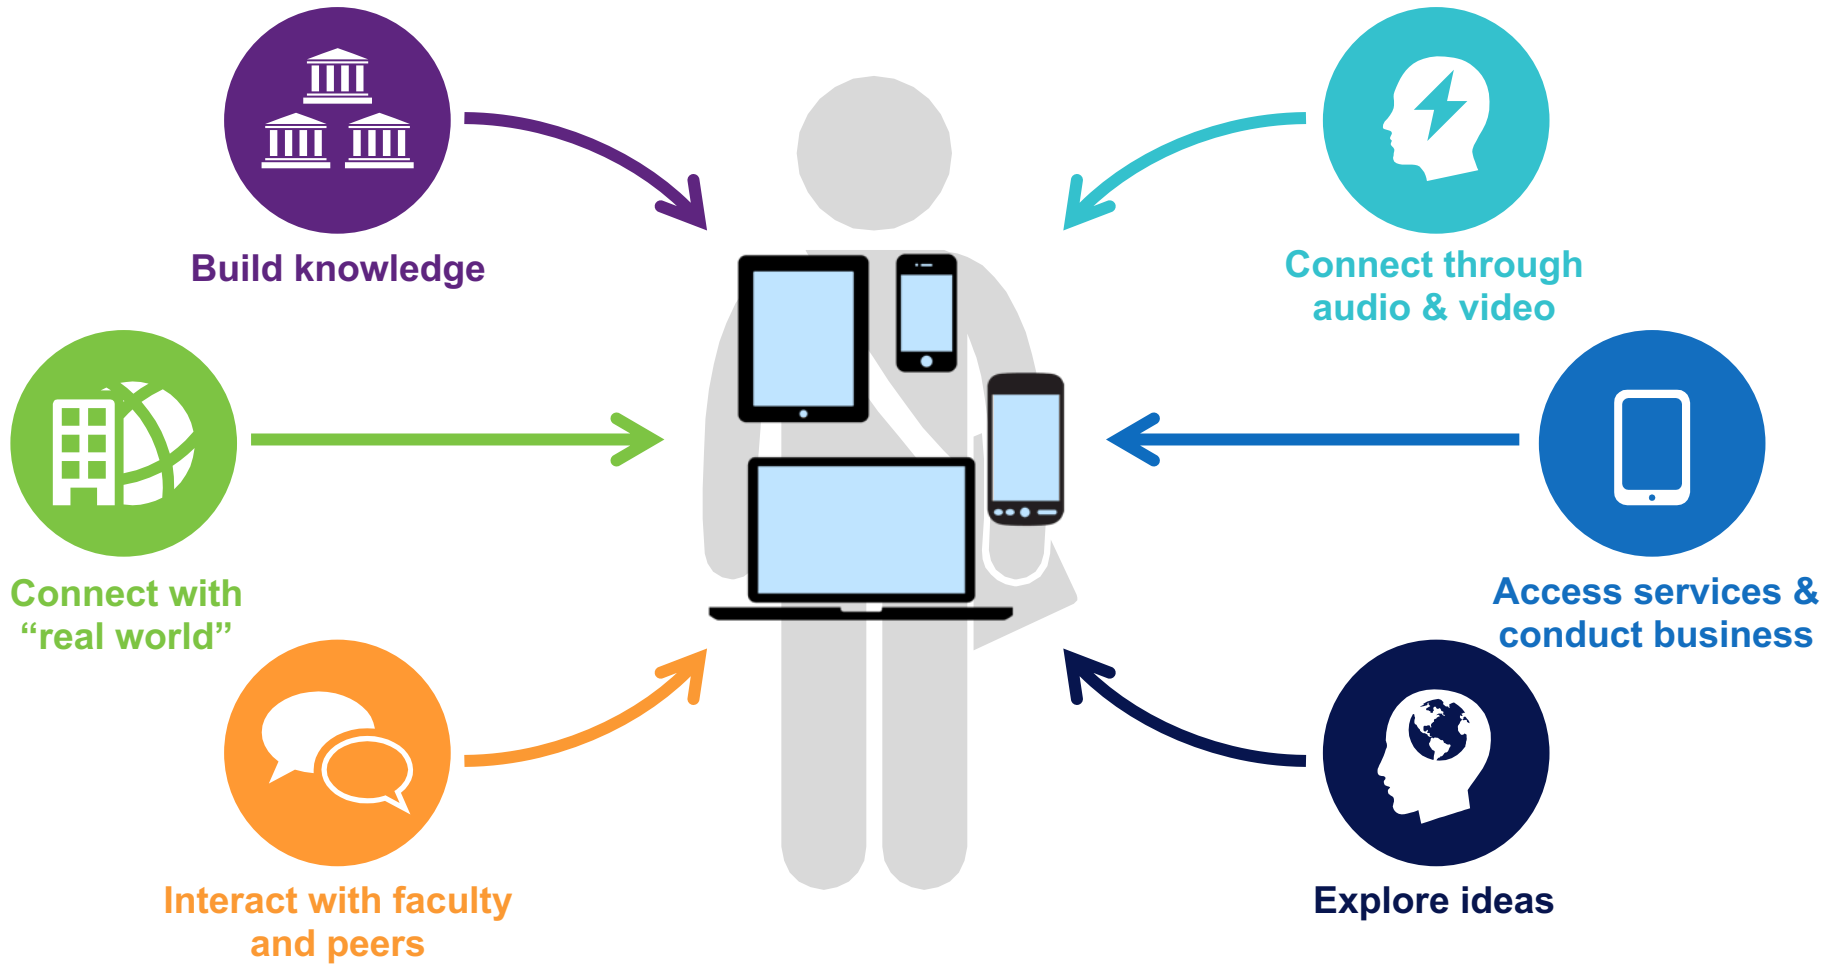 Build knowledge
Connect through
audio & video
Connect with
“real world”
Access services &
conduct business
Interact with faculty
and peers
Explore ideas